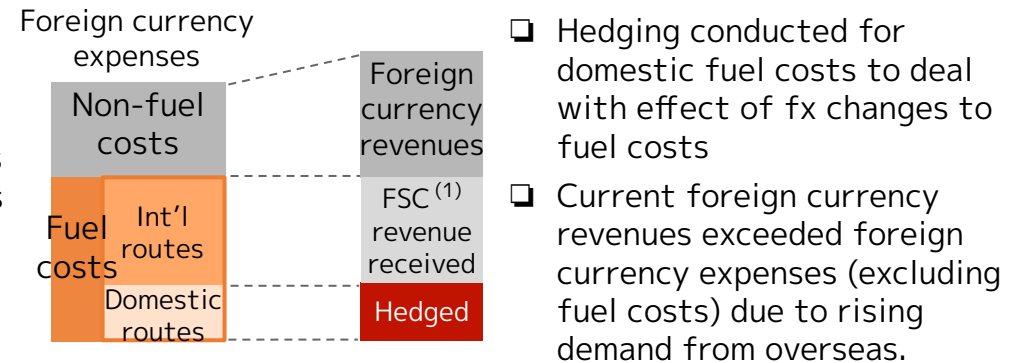 Foreign currency
expenses
Non-fuel
costs
Fuel
costs
Int'l
routes
Domestic
routes
Foreign
currency
revenues
FSC (1)
revenue
received
Hedged
❏ Hedging conducted for
domestic fuel costs to deal
with effect of fx changes to
fuel costs
❏ Current foreign currency
revenues exceeded foreign
currency expenses (excluding
fuel costs) due to rising
demand from overseas.